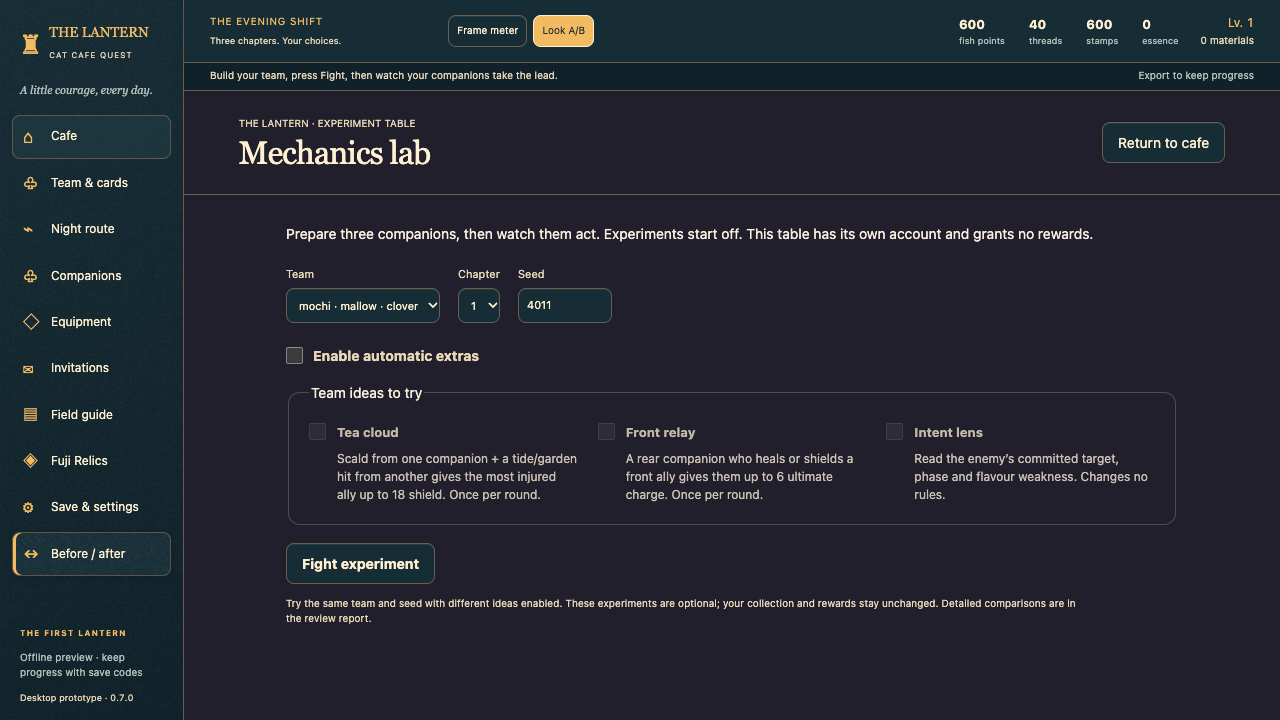 THE LANTERN
CAT CAFE QUEST
A little courage, every day.
Cafe
Team & cards
Night route
Companions
Equipment
Invitations
Field guide
Fuji Relics
Save & settings
Before / after
THE FIRST LANTERN
Offline preview · keep
progress with save codes
Desktop prototype · 0.7.0
THE EVENING SHIFT
Three chapters. Your choices.
Frame meter
Look A/B
600
fish points
40
threads
600
stamps
0
essence
Lv. 1
0 materials
Build your team, press Fight, then watch your companions take the lead.
Export to keep progress
THE LANTERN · EXPERIMENT TABLE
Mechanics lab
Return to cafe
Prepare three companions, then watch them act. Experiments start off. This table has its own account and grants no rewards.
Team
Chapter
Seed
mochi · mallow · clover
1
4011
Enable automatic extras
Team ideas to try
Tea cloud
Scald from one companion + a tide/garden
hit from another gives the most injured
ally up to 18 shield. Once per round.
Front relay
A rear companion who heals or shields a
front ally gives them up to 6 ultimate
charge. Once per round.
Intent lens
Read the enemy's committed target,
phase and flavour weakness. Changes no
rules.
Fight experiment
Try the same team and seed with different ideas enabled. These experiments are optional; your collection and rewards stay unchanged. Detailed comparisons are in
the review report.